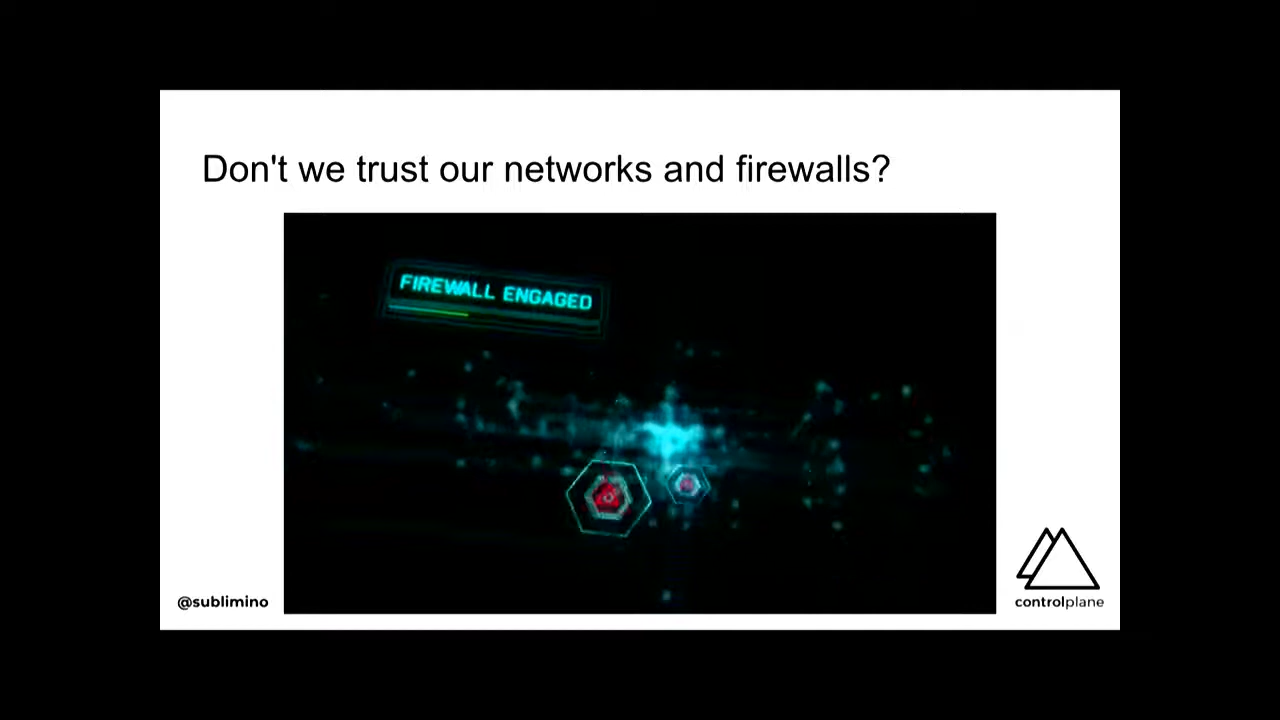 Don't we trust our networks and firewalls?
FIREWALL ENGAGED
@sublimino
controlplane